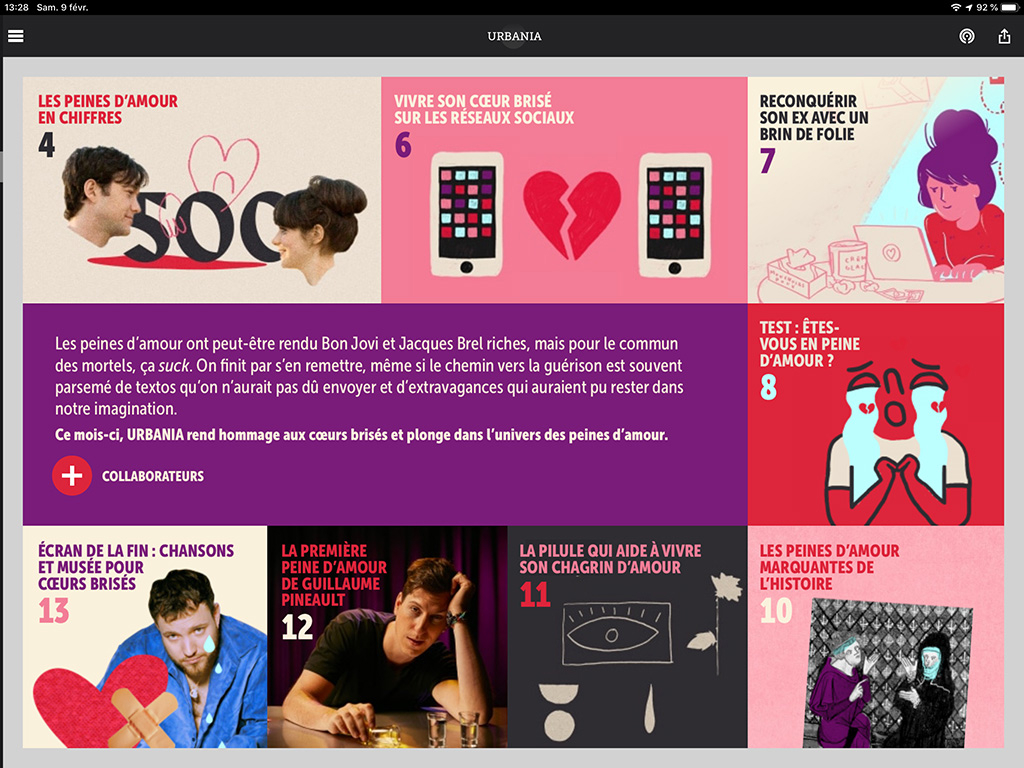 13:28 Sam. 9 févr.
92 %
URBANIA
LES PEINES D'AMOUR
EN CHIFFRES
4
500
VIVRE SON CŒUR BRISÉ
SUR LES RÉSEAUX SOCIAUX
6
RECONQUÉRIR
SON EX AVEC UN
BRIN DE FOLIE
7
Les peines d'amour ont peut-être rendu Bon Jovi et Jacques Brel riches, mais pour le commun
des mortels, ça suck. On finit par s'en remettre, même si le chemin vers la guérison est souvent
parsemé de textos qu'on n'aurait pas dû envoyer et d'extravagances qui auraient pu rester dans
notre imagination.
Ce mois-ci, URBANIA rend hommage aux cœurs brisés et plonge dans l'univers des peines d'amour.
COLLABORATEURS
TEST : ÊTES-
VOUS EN PEINE
D'AMOUR ?
8
ÉCRAN DE LA FIN : CHANSONS
ET MUSÉE POUR
CŒURS BRISÉS
13
LA PREMIÈRE
PEINE D'AMOUR
DE GUILLAUME
PINEAULT
12
LA PILULE QUI AIDE À VIVRE
SON CHAGRIN D'AMOUR
11
LES PEINES D'AMOUR
MARQUANTES DE
L'HISTOIRE
10